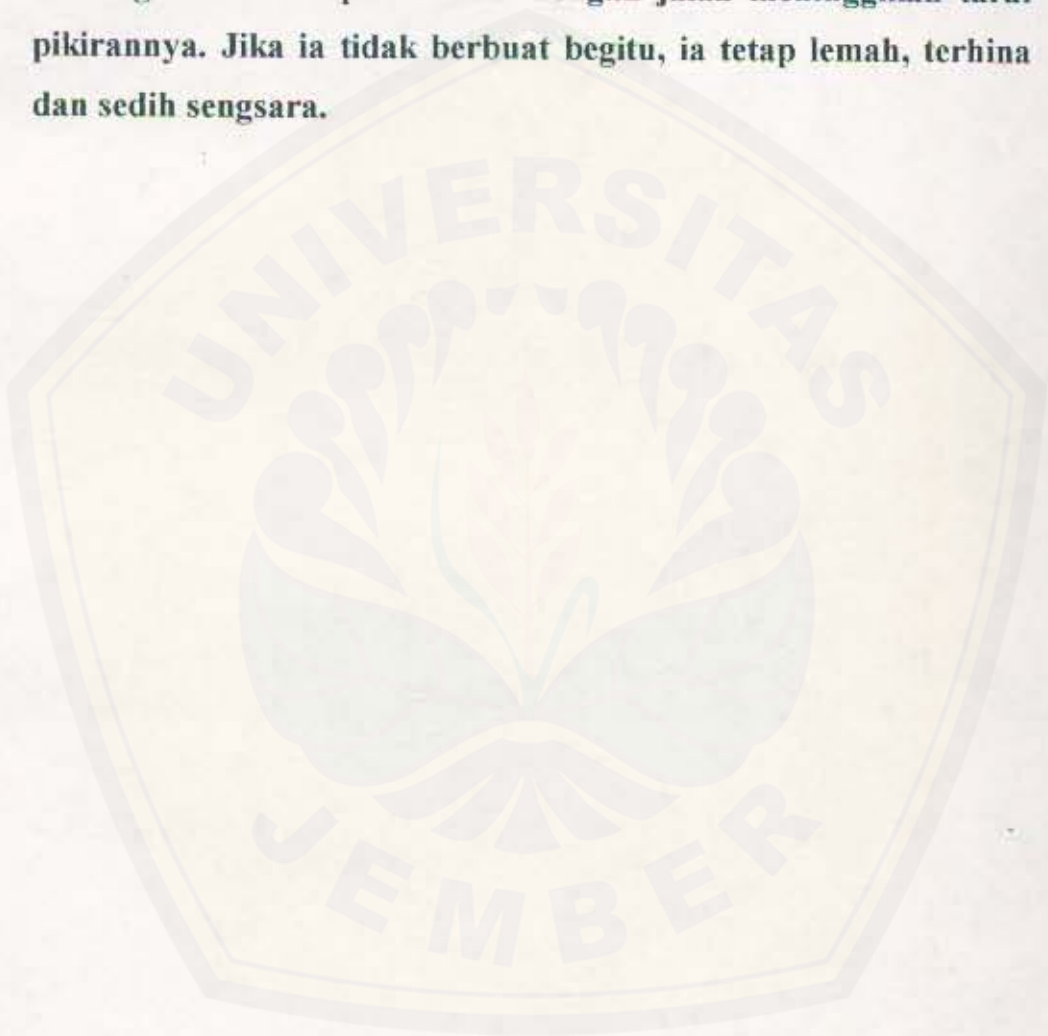 pikirannya. Jika ia tidak berbuat begitu, ia tetap lemah, terhina
dan sedih sengsara.
UNIVERSITAS
JEMBER